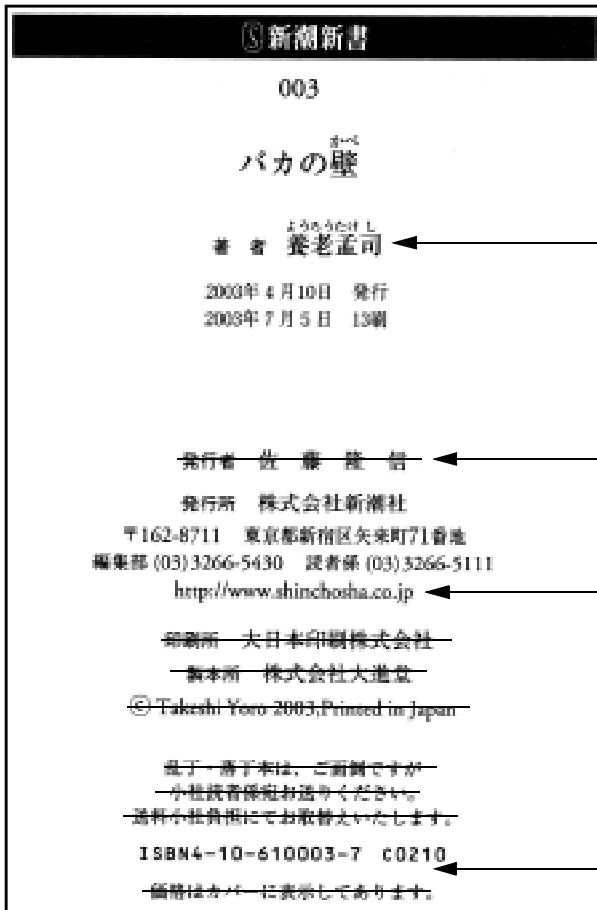 Ⓢ新潮新書
003
かべ
バカの壁
ようろうたけし
著者 養老孟司
2003年4月10日 発行
2003年7月5日 13刷
発行者 佐藤隆信
発行所 株式会社新潮社
〒162-8711 東京都新宿区矢来町71番地
編集部(03)3266-5430 読者係(03)3266-5111
http://www.shinchosha.co.jp
印刷所 大日本印刷株式会社
製本所 株式会社大進堂
© Takeshi Yoro 2003,Printed in Japan
乱丁・落丁本は、ご面倒ですが
小社読者係宛お送りください。
送料小社負担にてお取替えいたします。
ISBN4-10-610003-7 C0210
価格はカバーに表示してあります。